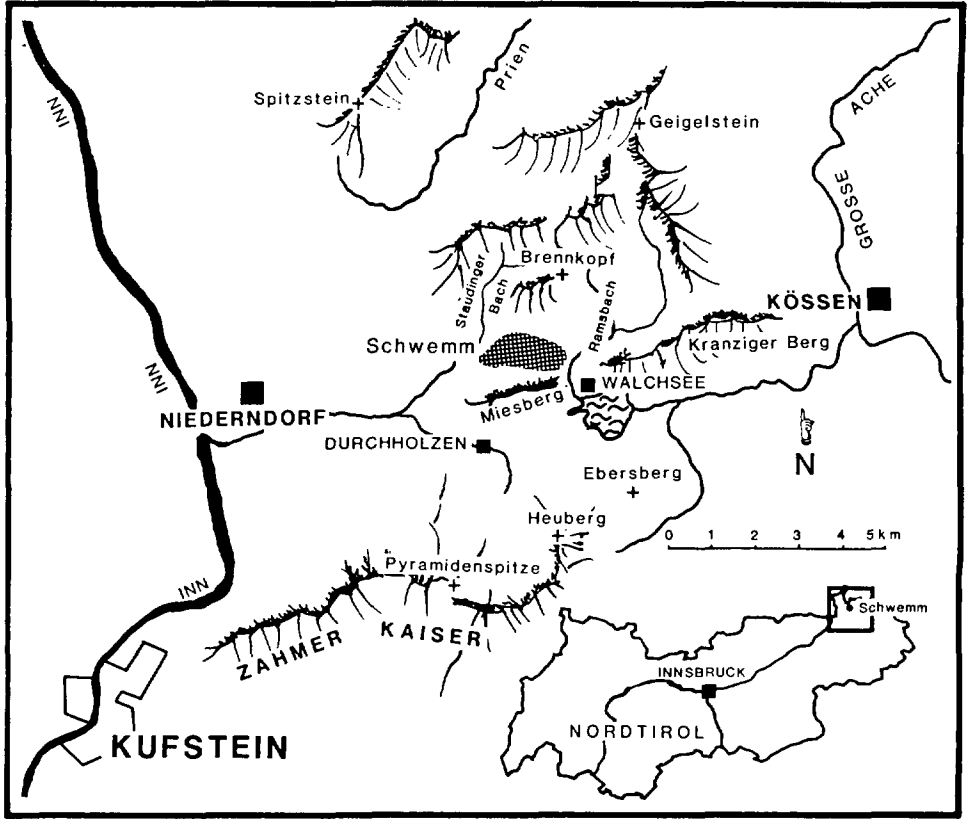 Prien
ACHE
INN
Spitzstein
Geigelstein
GROSSE
Brennkopf
Staudinger
Bach
Ramsbach
KÖSSEN
Schwemm
Kranziger Berg
INN
WALCHSEE
Miesberg
NIEDERNDORF
DURCHHOLZEN
N
Ebersberg
Heuberg
0 1 2 3 4 5 km
Pyramidenspitze
INN
Schwemm
ZAHMER KAISER
INNSBRUCK
NORDTIROL
KUFSTEIN